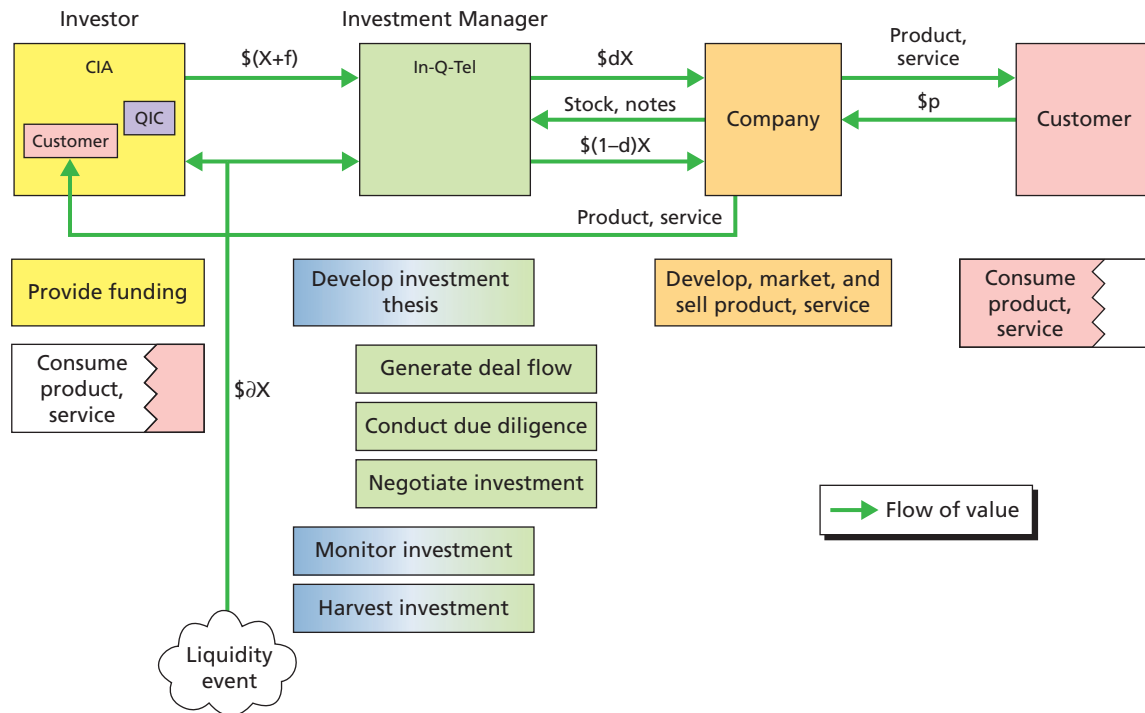 Investor
Investment Manager
CIA
QIC
Customer
$(X+f)
In-Q-Tel
$dX
Stock, notes
$(1–d)X
Company
Product,
service
$p
Customer
Product, service
Provide funding
Develop investment
thesis
Develop, market, and
sell product, service
Consume
product,
service
Consume
product,
service
$∂X
Generate deal flow
Conduct due diligence
Negotiate investment
Flow of value
Monitor investment
Harvest investment
Liquidity
event